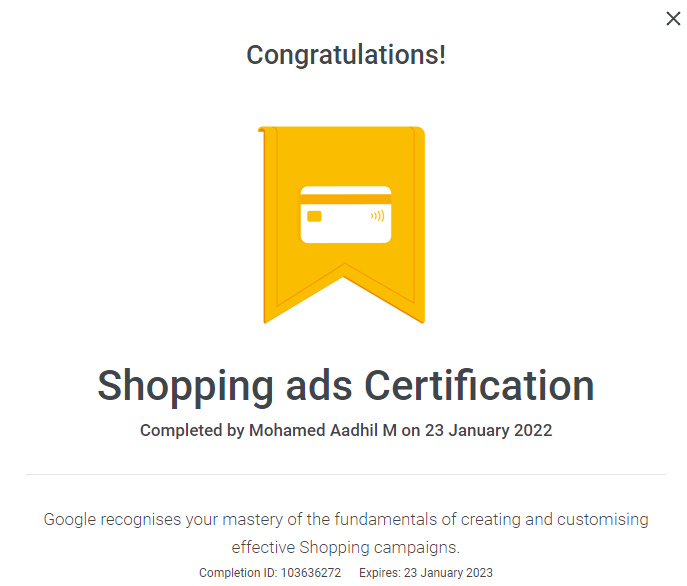 Congratulations!
Shopping ads Certification
Completed by Mohamed Aadhil M on 23 January 2022
Google recognises your mastery of the fundamentals of creating and customising
effective Shopping campaigns.
Completion ID: 103636272 Expires: 23 January 2023